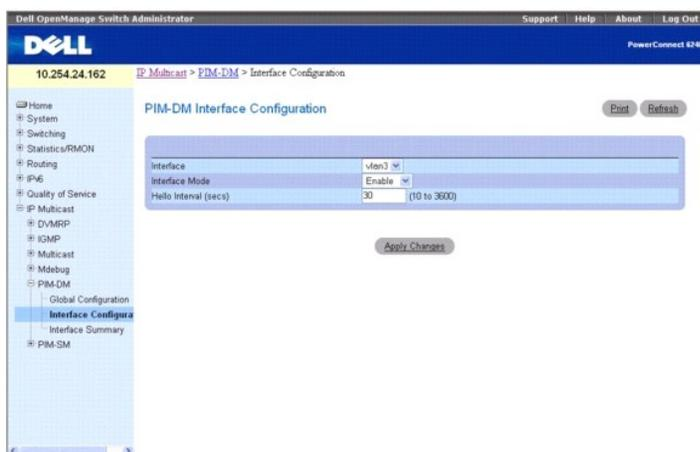 Dell OpenManage Switch Administrator
Support Help About Log Out
DELL
PowerConnect 624
10.254.24.162
IP Multicast > PIM-DM > Interface Configuration
Home
System
Switching
Statistics/RMON
Routing
IPv6
Quality of Service
IP Multicast
DVMRP
IGMP
Multicast
Mdebug
PIM-DM
Global Configuration
Interface Configura
Interface Summary
PIM-SM
PIM-DM Interface Configuration
Print Refresh
Interface vlan3
Interface Mode Enable
Hello Interval (secs) 30 (10 to 3600)
Apply Changes